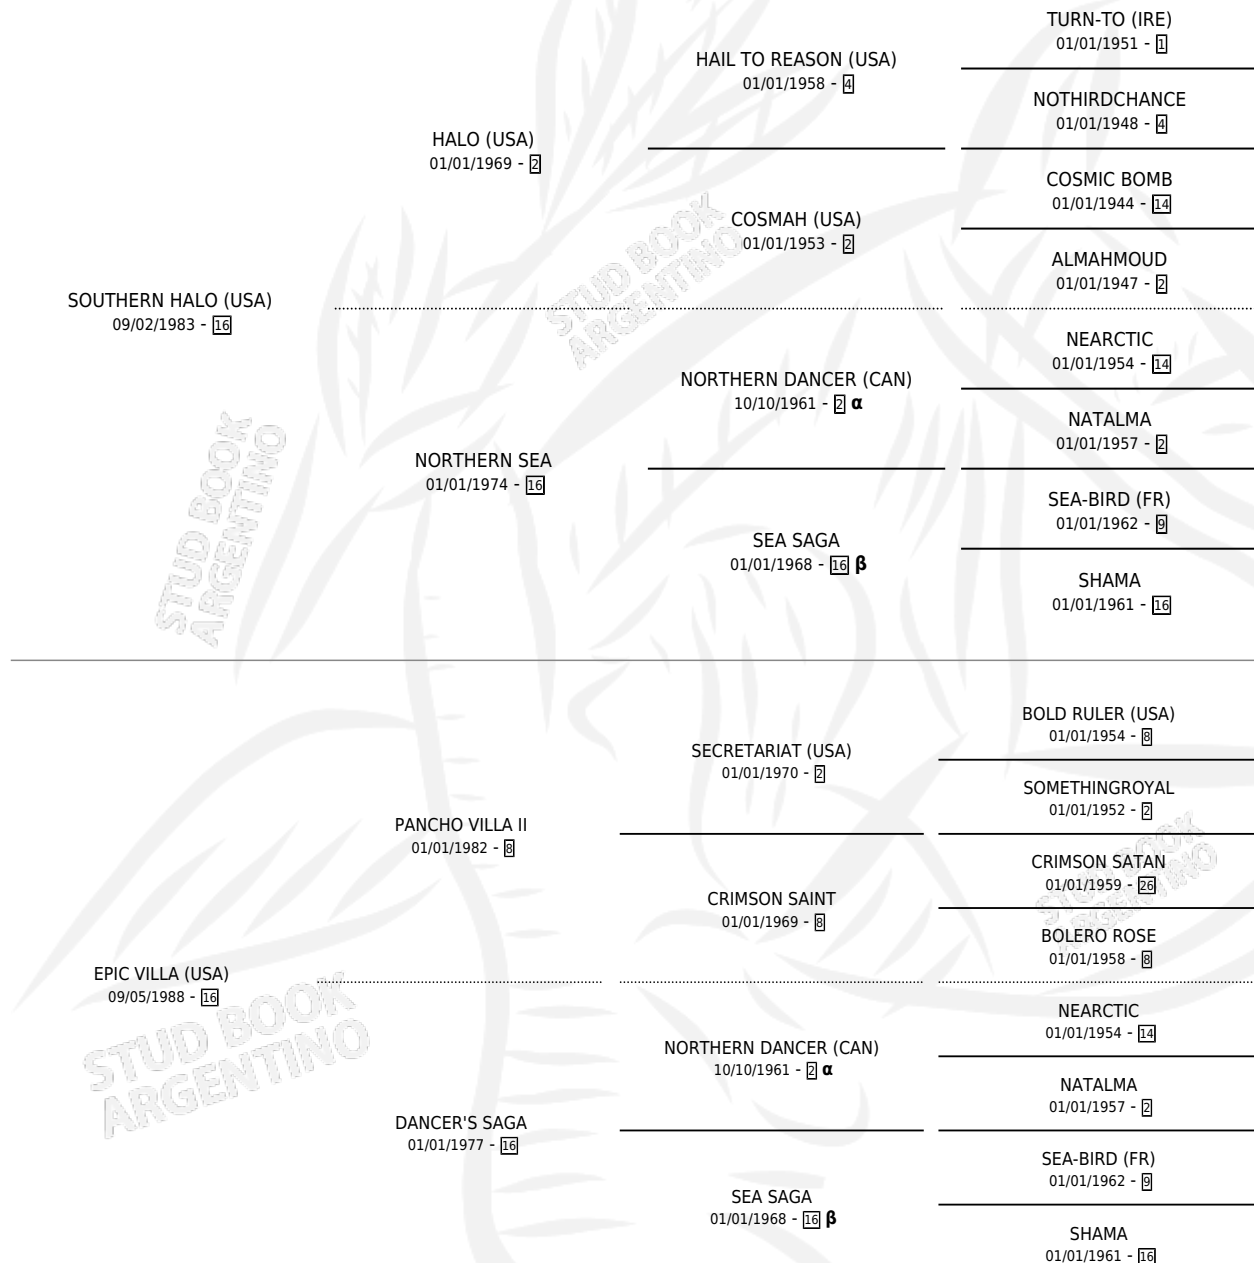 TURN-TO (IRE)
01/01/1951 - 1
HAIL TO REASON (USA)
01/01/1958 - 4
NOTHIRDCHANCE
01/01/1948 - 4
HALO (USA)
01/01/1969 - 2
COSMIC BOMB
01/01/1944 - 14
COSMAH (USA)
01/01/1953 - 2
ALMAHMOUD
01/01/1947 - 2
SOUTHERN HALO (USA)
09/02/1983 - 16
NEARCTIC
01/01/1954 - 14
NORTHERN DANCER (CAN)
10/10/1961 - 2 α
NATALMA
01/01/1957 - 2
NORTHERN SEA
01/01/1974 - 16
SEA-BIRD (FR)
01/01/1962 - 9
SEA SAGA
01/01/1968 - 16 β
SHAMA
01/01/1961 - 16
STUD BOOK
ARGENTINO
STUD BOOK
ARGENTINO
BOLD RULER (USA)
01/01/1954 - 8
SECRETARIAT (USA)
01/01/1970 - 2
SOMETHINGROYAL
01/01/1952 - 2
PANCHO VILLA II
01/01/1982 - 8
CRIMSON SATAN
01/01/1959 - 26
CRIMSON SAINT
01/01/1969 - 8
BOLERO ROSE
01/01/1958 - 8
STUD BOOK
ARGENTINO
EPIC VILLA (USA)
09/05/1988 - 16
NEARCTIC
01/01/1954 - 14
NORTHERN DANCER (CAN)
10/10/1961 - 2 α
NATALMA
01/01/1957 - 2
STUD BOOK
ARGENTINO
DANCER'S SAGA
01/01/1977 - 16
SEA-BIRD (FR)
01/01/1962 - 9
SEA SAGA
01/01/1968 - 16 β
SHAMA
01/01/1961 - 16